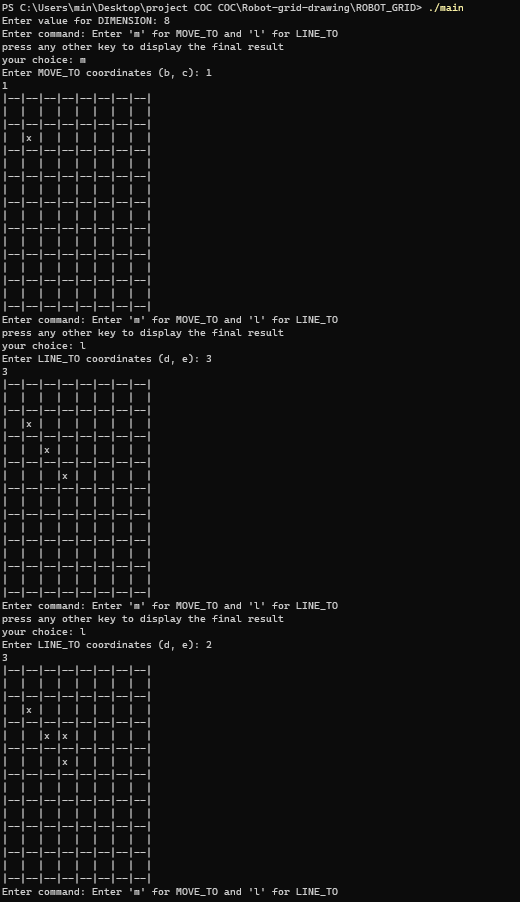 PS C:\Users\min\Desktop\project COC COC\Robot-grid-drawing\ROBOT_GRID> ./main
Enter value for DIMENSION: 8
Enter command: Enter 'm' for MOVE_TO and 'l' for LINE_TO
press any other key to display the final result
your choice: m
Enter MOVE_TO coordinates (b, c): 1
1
|--|--|--|--|--|--|--|--|
|  |  |  |  |  |  |  |  |
|--|--|--|--|--|--|--|--|
|  |x |  |  |  |  |  |  |
|--|--|--|--|--|--|--|--|
|  |  |  |  |  |  |  |  |
|--|--|--|--|--|--|--|--|
|  |  |  |  |  |  |  |  |
|--|--|--|--|--|--|--|--|
|  |  |  |  |  |  |  |  |
|--|--|--|--|--|--|--|--|
|  |  |  |  |  |  |  |  |
|--|--|--|--|--|--|--|--|
|  |  |  |  |  |  |  |  |
|--|--|--|--|--|--|--|--|
|  |  |  |  |  |  |  |  |
|--|--|--|--|--|--|--|--|
Enter command: Enter 'm' for MOVE_TO and 'l' for LINE_TO
press any other key to display the final result
your choice: l
Enter LINE_TO coordinates (d, e): 3
3
|--|--|--|--|--|--|--|--|
|  |  |  |  |  |  |  |  |
|--|--|--|--|--|--|--|--|
|  |x |  |  |  |  |  |  |
|--|--|--|--|--|--|--|--|
|  |  |x |  |  |  |  |  |
|--|--|--|--|--|--|--|--|
|  |  |  |x |  |  |  |  |
|--|--|--|--|--|--|--|--|
|  |  |  |  |  |  |  |  |
|--|--|--|--|--|--|--|--|
|  |  |  |  |  |  |  |  |
|--|--|--|--|--|--|--|--|
|  |  |  |  |  |  |  |  |
|--|--|--|--|--|--|--|--|
|  |  |  |  |  |  |  |  |
|--|--|--|--|--|--|--|--|
Enter command: Enter 'm' for MOVE_TO and 'l' for LINE_TO
press any other key to display the final result
your choice: l
Enter LINE_TO coordinates (d, e): 2
3
|--|--|--|--|--|--|--|--|
|  |  |  |  |  |  |  |  |
|--|--|--|--|--|--|--|--|
|  |x |  |  |  |  |  |  |
|--|--|--|--|--|--|--|--|
|  |  |x |x |  |  |  |  |
|--|--|--|--|--|--|--|--|
|  |  |  |x |  |  |  |  |
|--|--|--|--|--|--|--|--|
|  |  |  |  |  |  |  |  |
|--|--|--|--|--|--|--|--|
|  |  |  |  |  |  |  |  |
|--|--|--|--|--|--|--|--|
|  |  |  |  |  |  |  |  |
|--|--|--|--|--|--|--|--|
|  |  |  |  |  |  |  |  |
|--|--|--|--|--|--|--|--|
Enter command: Enter 'm' for MOVE_TO and 'l' for LINE_TO